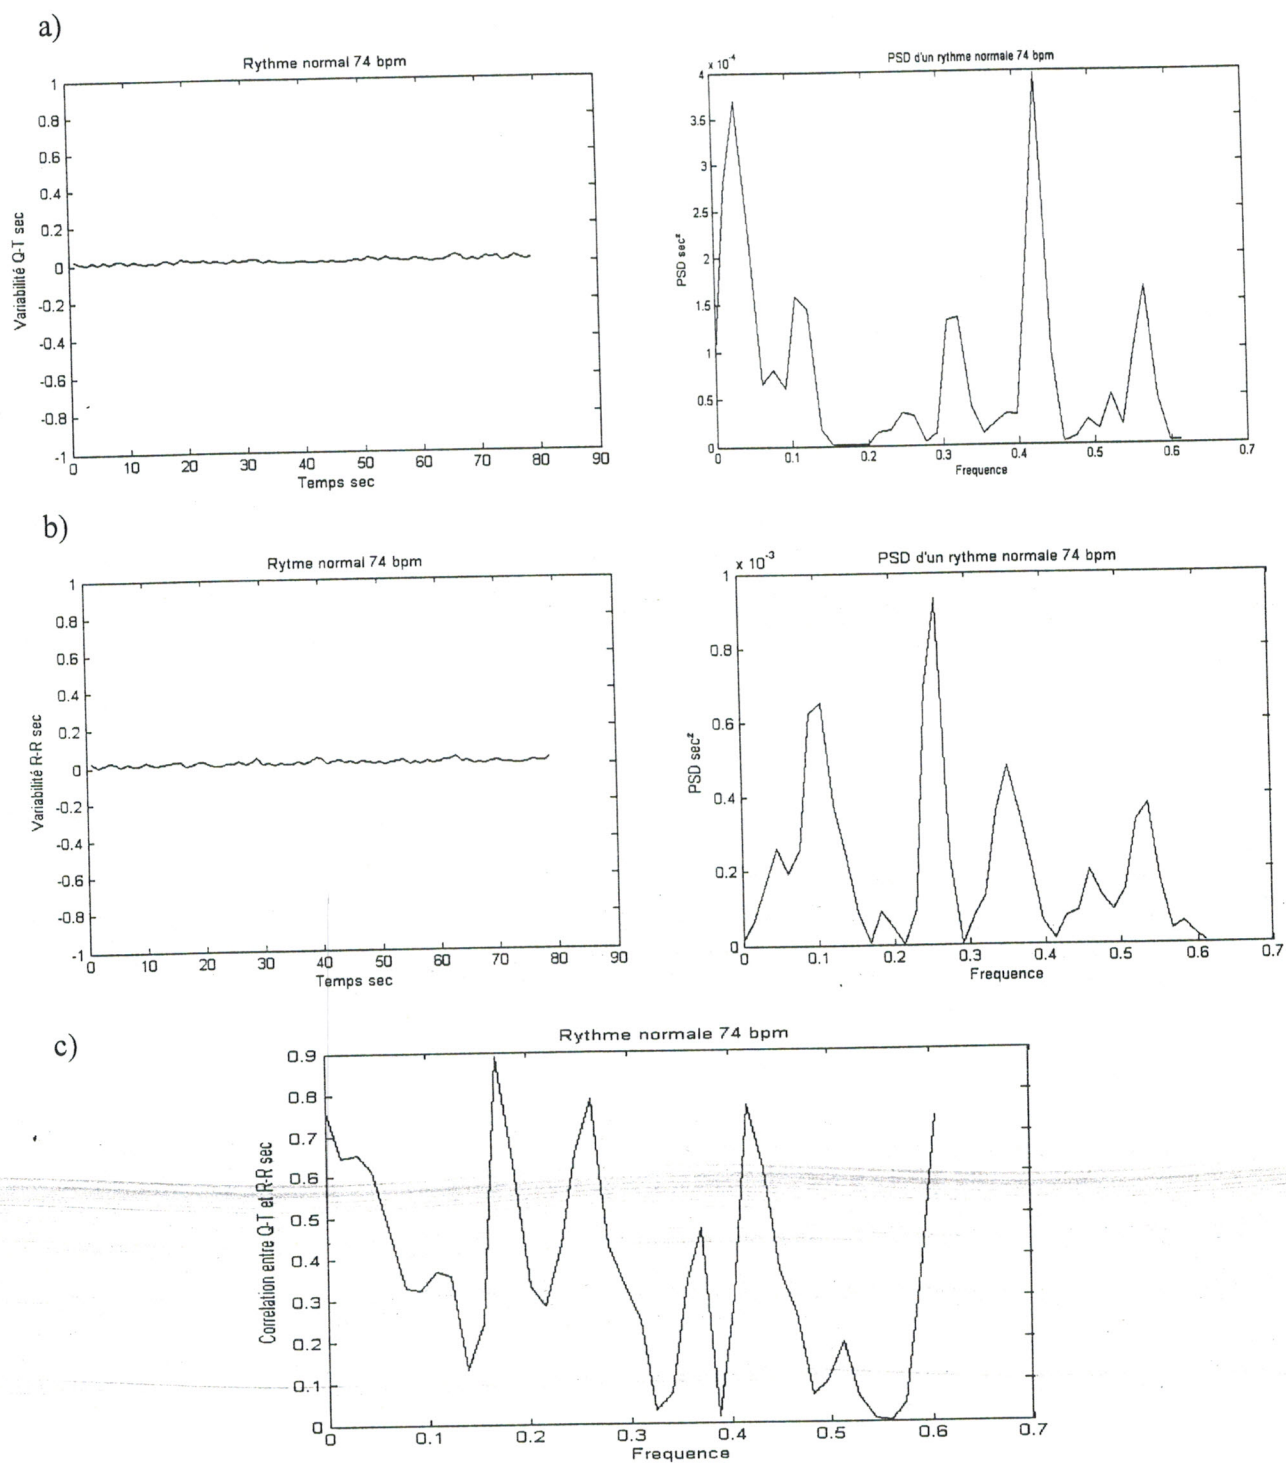 a)
Rythme normal 74 bpm
Variabilité Q-T sec
1
0.8
0.6
0.4
0.2
0
-0.2
-0.4
-0.6
-0.8
-1
0 10 20 30 40 50 60 70 80 90
Temps sec
PSD d'un rythme normale 74 bpm
x 10⁻⁴
PSD sec²
4
3.5
3
2.5
2
1.5
1
0.5
0
0 0.1 0.2 0.3 0.4 0.5 0.6 0.7
Frequence
b)
Rytme normal 74 bpm
Variabilité R-R sec
1
0.8
0.6
0.4
0.2
0
-0.2
-0.4
-0.6
-0.8
-1
0 10 20 30 40 50 60 70 80 90
Temps sec
PSD d'un rythme normale 74 bpm
x 10⁻³
PSD sec²
1
0.8
0.6
0.4
0.2
0
0 0.1 0.2 0.3 0.4 0.5 0.6 0.7
Frequence
c)
Rythme normale 74 bpm
Correlation entre Q-T et R-R sec
0.9
0.8
0.7
0.6
0.5
0.4
0.3
0.2
0.1
0
0 0.1 0.2 0.3 0.4 0.5 0.6 0.7
Frequence